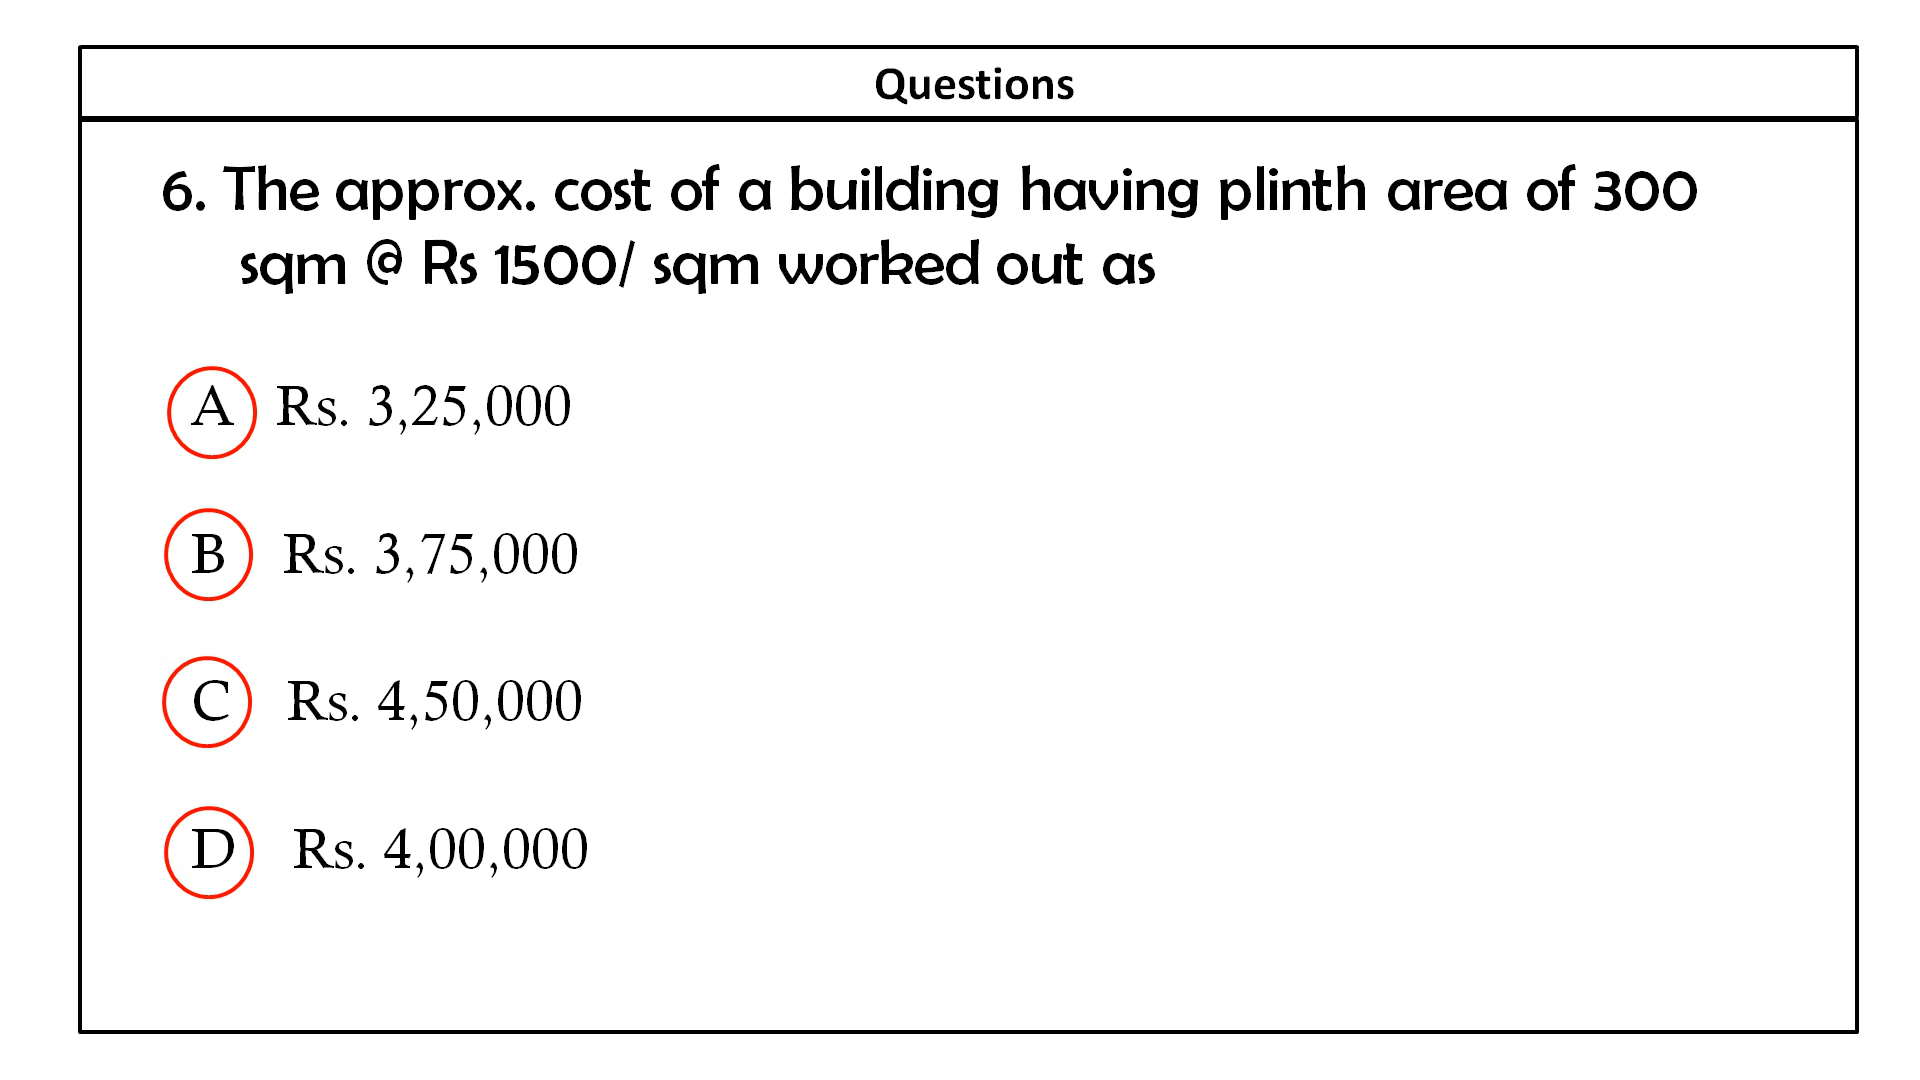 Questions
6. The approx. cost of a building having plinth area of 300
sqm @ Rs 1500/ sqm worked out as
A Rs. 3,25,000
B Rs. 3,75,000
C Rs. 4,50,000
D Rs. 4,00,000